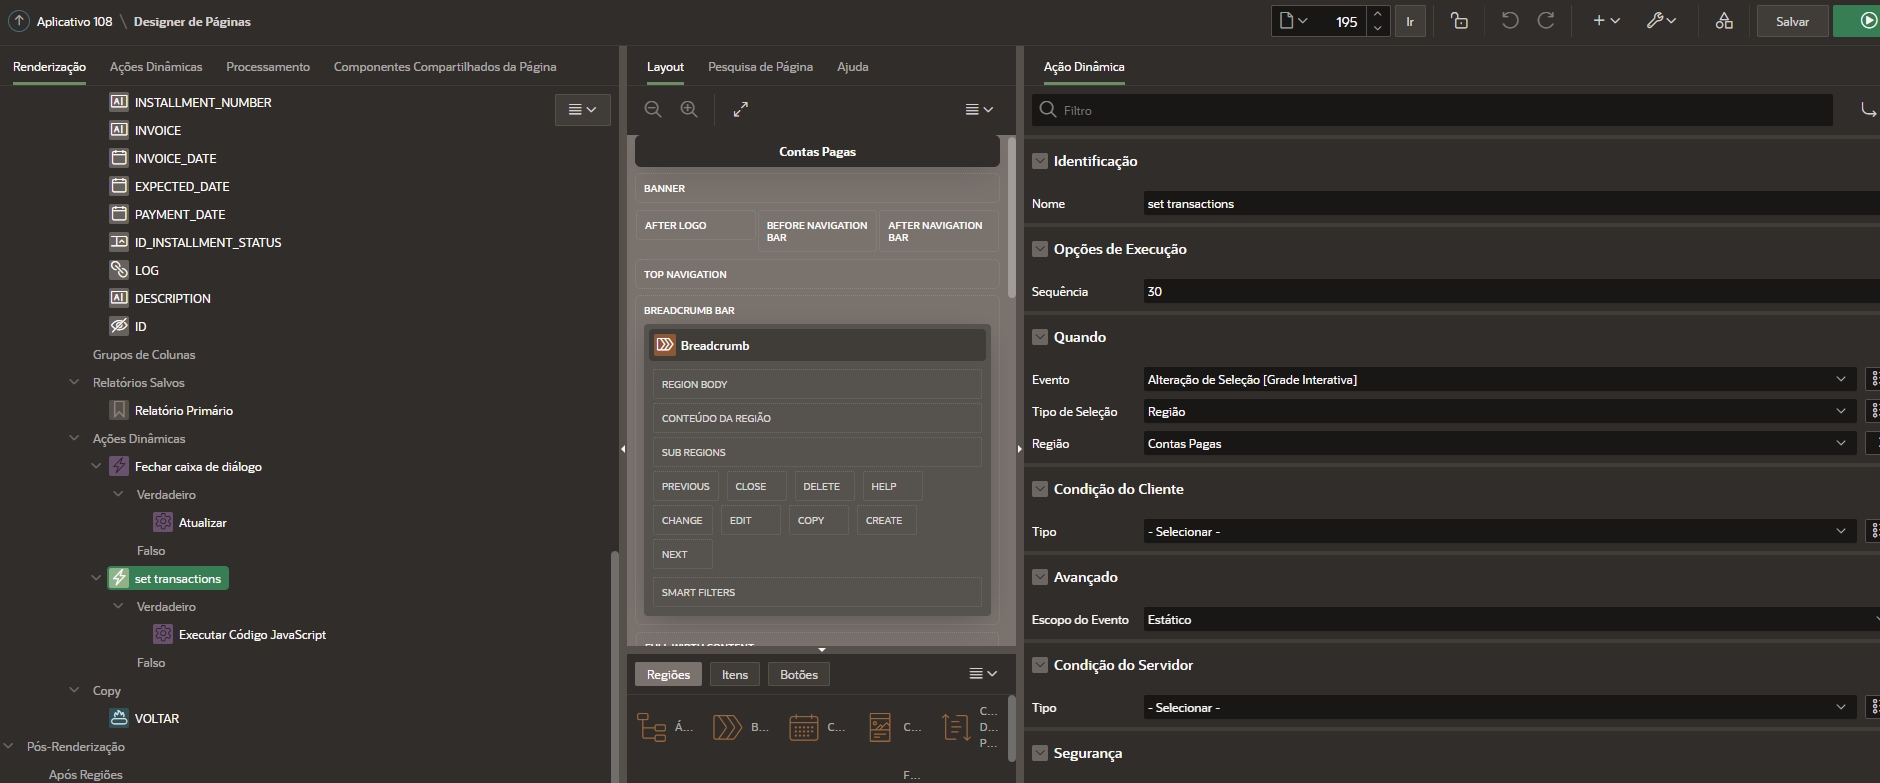 Aplicativo 108 \ Designer de Páginas
195
Ir
Salvar
Renderização
Ações Dinâmicas
Processamento
Componentes Compartilhados da Página
INSTALLMENT_NUMBER
INVOICE
INVOICE_DATE
EXPECTED_DATE
PAYMENT_DATE
ID_INSTALLMENT_STATUS
LOG
DESCRIPTION
ID
Grupos de Colunas
Relatórios Salvos
Relatório Primário
Ações Dinâmicas
Fechar caixa de diálogo
Verdadeiro
Atualizar
Falso
set transactions
Verdadeiro
Executar Código JavaScript
Falso
Copy
VOLTAR
Pós-Renderização
Após Regiões
Layout
Pesquisa de Página
Ajuda
Contas Pagas
BANNER
AFTER LOGO
BEFORE NAVIGATION
BAR
AFTER NAVIGATION
BAR
TOP NAVIGATION
BREADCRUMB BAR
Breadcrumb
REGION BODY
CONTEÚDO DA REGIÃO
SUB REGIONS
PREVIOUS
CLOSE
DELETE
HELP
CHANGE
EDIT
COPY
CREATE
NEXT
SMART FILTERS
FULL WIDTH CONTENT
Regiões
Itens
Botões
Á...
B...
C...
C...
C...
D...
P...
F...
Ação Dinâmica
Filtro
Identificação
Nome
set transactions
Opções de Execução
Sequência
30
Quando
Evento
Alteração de Seleção [Grade Interativa]
Tipo de Seleção
Região
Região
Contas Pagas
Condição do Cliente
Tipo
- Selecionar -
Avançado
Escopo do Evento
Estático
Condição do Servidor
Tipo
- Selecionar -
Segurança